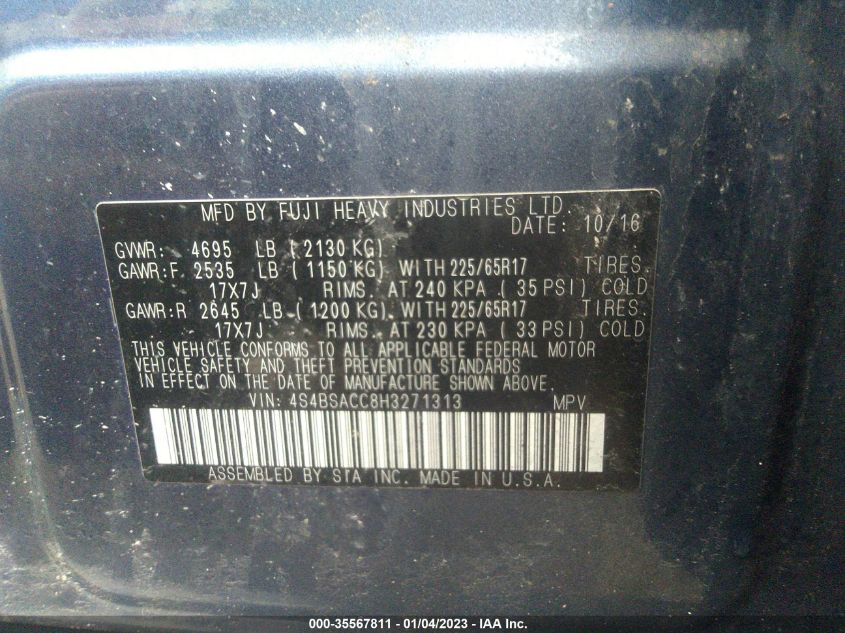 MFD BY FUJI HEAVY INDUSTRIES LTD.
DATE: 10/16
GVWR: 4695 LB ( 2130 KG)
GAWR:F 2535 LB ( 1150 KG) WITH 225/65R17 TIRES.
17X7J RIMS. AT 240 KPA ( 35 PSI) COLD
GAWR:R 2645 LB ( 1200 KG) WITH 225/65R17 TIRES.
17X7J RIMS. AT 230 KPA ( 33 PSI) COLD
THIS VEHICLE CONFORMS TO ALL APPLICABLE FEDERAL MOTOR
VEHICLE SAFETY AND THEFT PREVENTION STANDARDS
IN EFFECT ON THE DATE OF MANUFACTURE SHOWN ABOVE.
VIN: 4S4BSACC8H3271313 MPV
ASSEMBLED BY SIA INC. MADE IN U.S.A.
000-35567811 - 01/04/2023 - IAA Inc.